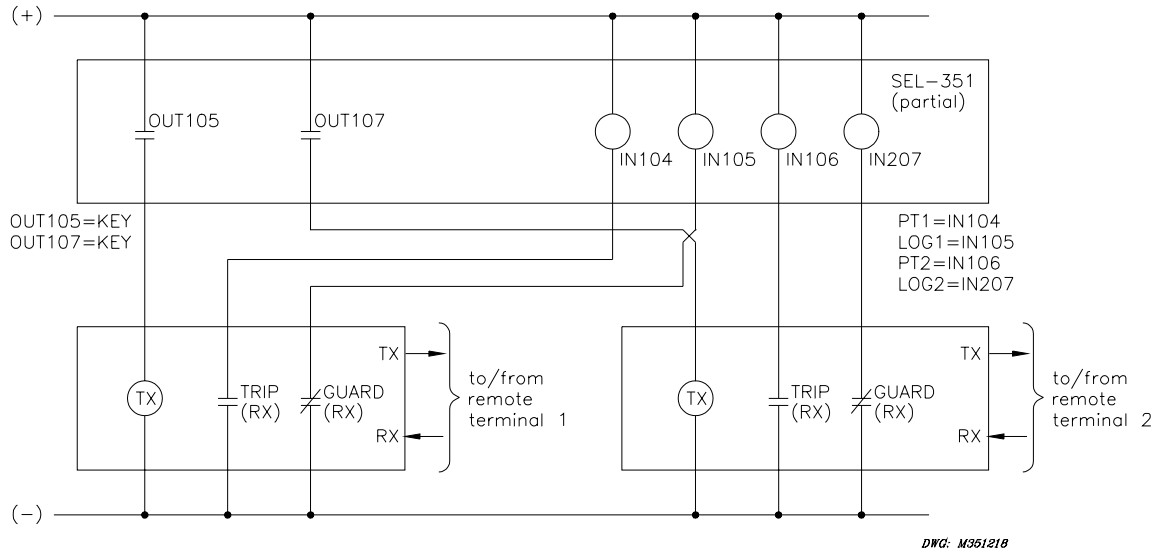 (+)
SEL-351
(partial)
OUT105
OUT107
IN104
IN105
IN106
IN207
OUT105=KEY
OUT107=KEY
PT1=IN104
LOG1=IN105
PT2=IN106
LOG2=IN207
TX
TRIP
(RX)
GUARD
(RX)
TX
RX
to/from
remote
terminal 1
TX
TRIP
(RX)
GUARD
(RX)
TX
RX
to/from
remote
terminal 2
(-)
DWG: M351218